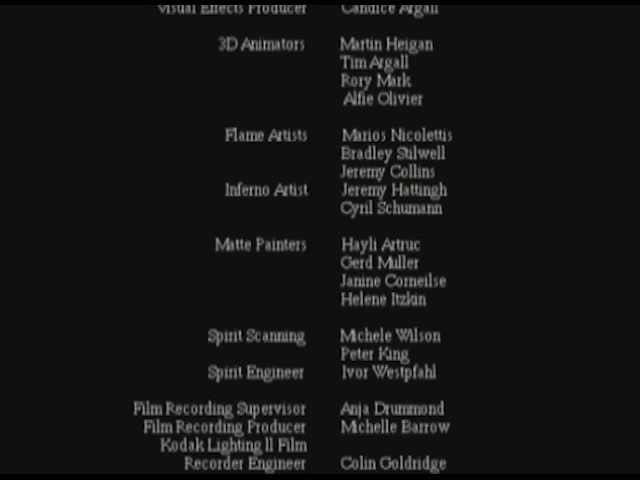 Visual Effects Producer Candice Argall
3D Animators Martin Heigan
Tim Argall
Rory Mark
Alfie Olivier
Flame Artists Marios Nicolettis
Bradley Stilwell
Jeremy Collins
Inferno Artist Jeremy Hattingh
Cyril Schumann
Matte Painters Hayli Artruc
Gerd Muller
Janine Corneilse
Helene Itzkin
Spirit Scanning Michele Wilson
Peter King
Spirit Engineer Ivor Westpfahl
Film Recording Supervisor Anja Drummond
Film Recording Producer Michelle Barrow
Kodak Lighting ll Film
Recorder Engineer Colin Goldridge